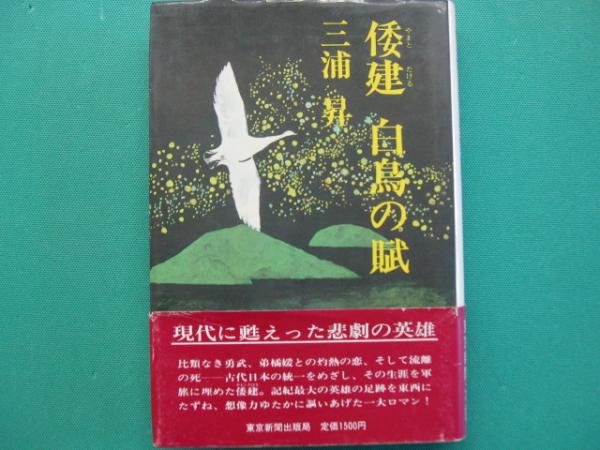 倭建 白鳥の賦
やまと たける
三浦 昇
現代に甦えった悲劇の英雄
比類なき勇武、弟橘媛との灼熱の恋、そして流離
の死——古代日本の統一をめざし、その生涯を軍
旅に埋めた倭建。記紀最大の英雄の足跡を東西に
たずね、想像力ゆたかに謳いあげた一大ロマン！
東京新聞出版局 定価1500円